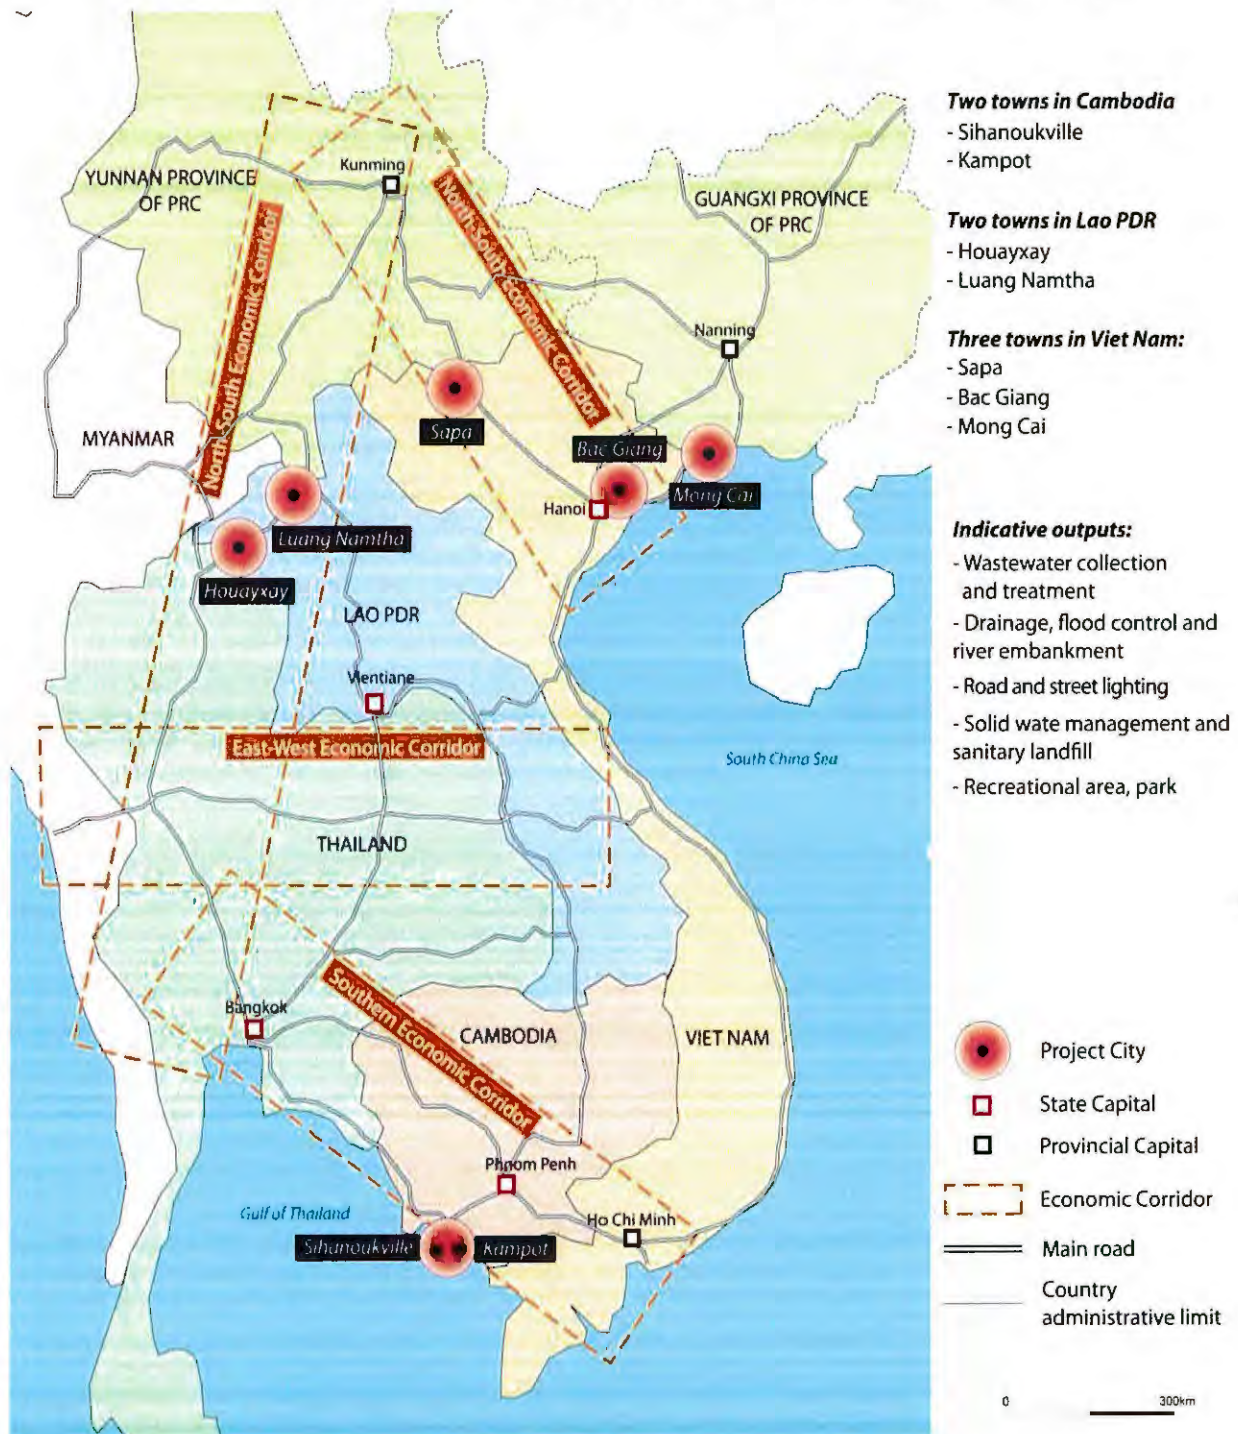 Two towns in Cambodia
- Sihanoukville
- Kampot
Two towns in Lao PDR
- Houayxay
- Luang Namtha
Three towns in Viet Nam:
- Sapa
- Bac Giang
- Mong Cai
Indicative outputs:
- Wastewater collection
and treatment
- Drainage, flood control and
river embankment
- Road and street lighting
- Solid wate management and
sanitary landfill
- Recreational area, park
Project City
State Capital
Provincial Capital
Economic Corridor
Main road
Country
administrative limit
0 300km
Kunming
YUNNAN PROVINCE
OF PRC
GUANGXI PROVINCE
OF PRC
North-South Economic Corridor
North-South Economic Corridor
Nanning
MYANMAR
Sapa
Bac Giang
Mong Cai
Hanoi
Luang Namtha
Houayxay
LAO PDR
Vientiane
East-West Economic Corridor
South China Sea
THAILAND
Southern Economic Corridor
Bangkok
CAMBODIA
VIET NAM
Phnom Penh
Gulf of Thailand
Ho Chi Minh
Sihanoukville
Kampot